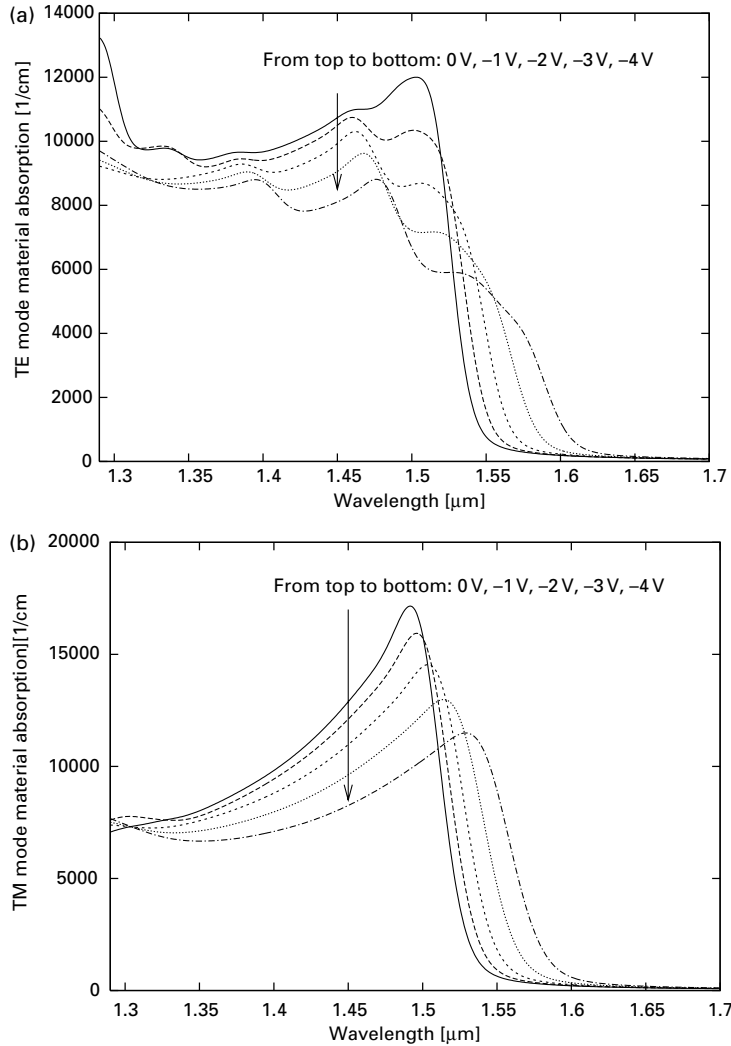 (a)
14000
12000
10000
8000
6000
4000
2000
0
TE mode material absorption [1/cm]
From top to bottom: 0 V, −1 V, −2 V, −3 V, −4 V
1.3 1.35 1.4 1.45 1.5 1.55 1.6 1.65 1.7
Wavelength [μm]
(b)
20000
15000
10000
5000
0
TM mode material absorption][1/cm
From top to bottom: 0 V, −1 V, −2 V, −3 V, −4 V
1.3 1.35 1.4 1.45 1.5 1.55 1.6 1.65 1.7
Wavelength [μm]